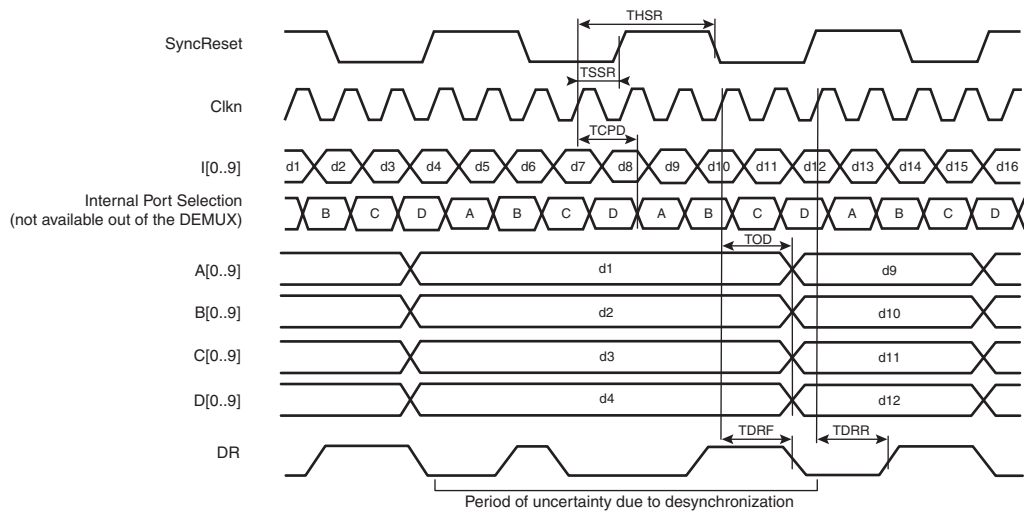 THSR
SyncReset
TSSR
Clkn
TCPD
I[0..9] d1 d2 d3 d4 d5 d6 d7 d8 d9 d10 d11 d12 d13 d14 d15 d16
Internal Port Selection
(not available out of the DEMUX)
B C D A B C D A B C D A B C D
TOD
A[0..9] d1 d9
B[0..9] d2 d10
C[0..9] d3 d11
D[0..9] d4 d12
TDRF TDRR
DR
Period of uncertainty due to desynchronization